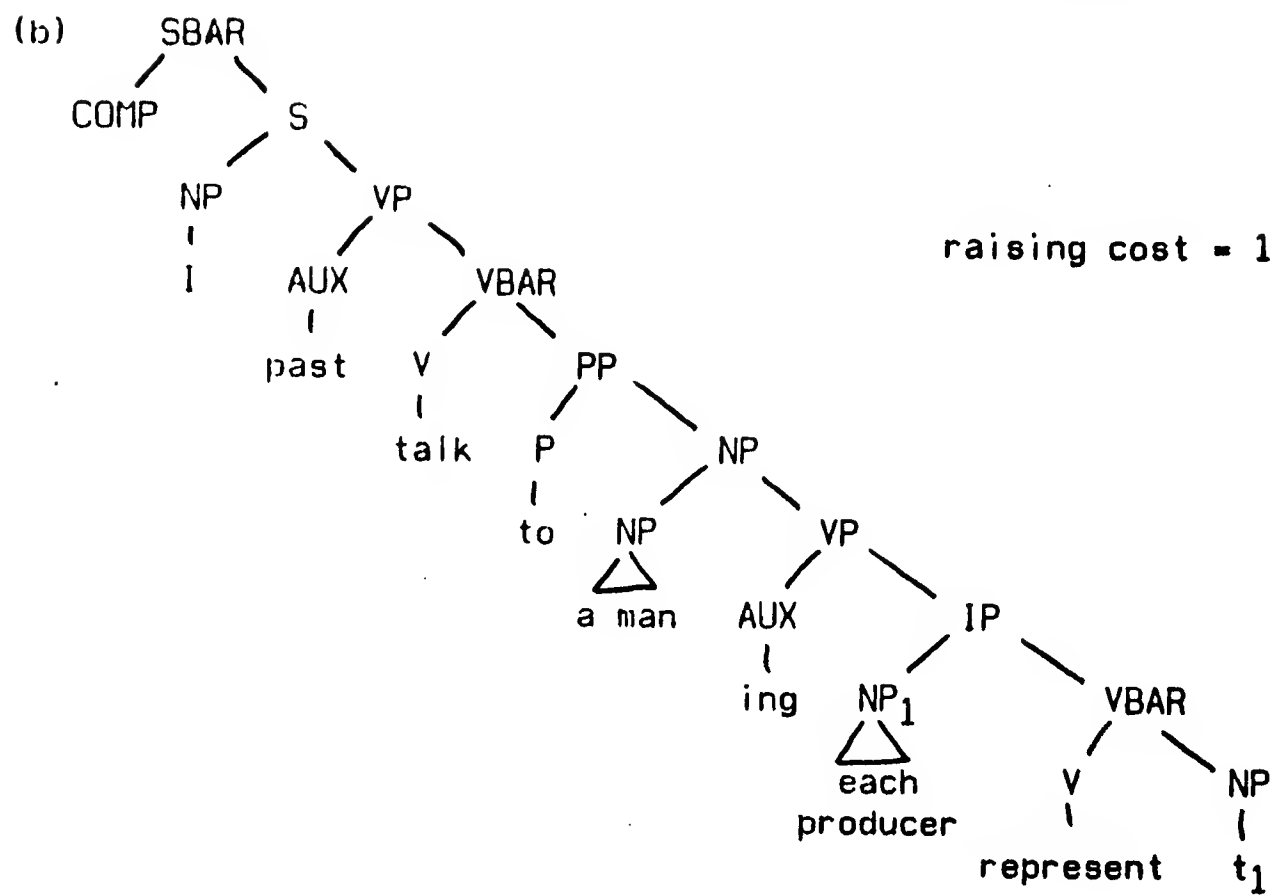 (b) SBAR
COMP S
NP VP
raising cost = 1
I AUX VBAR
past V PP
talk P NP
to NP VP
a man AUX IP
ing NP1 VBAR
each V NP
producer
represent t1